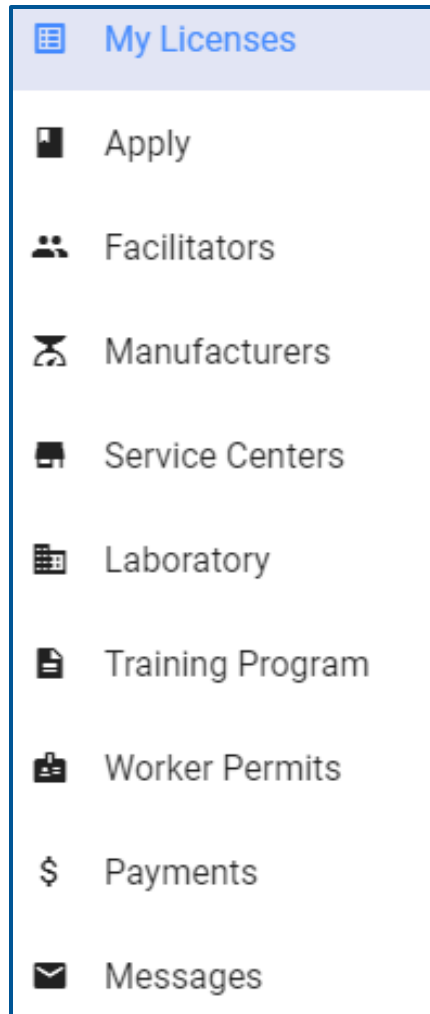 My Licenses
Apply
Facilitators
Manufacturers
Service Centers
Laboratory
Training Program
Worker Permits
$ Payments
Messages